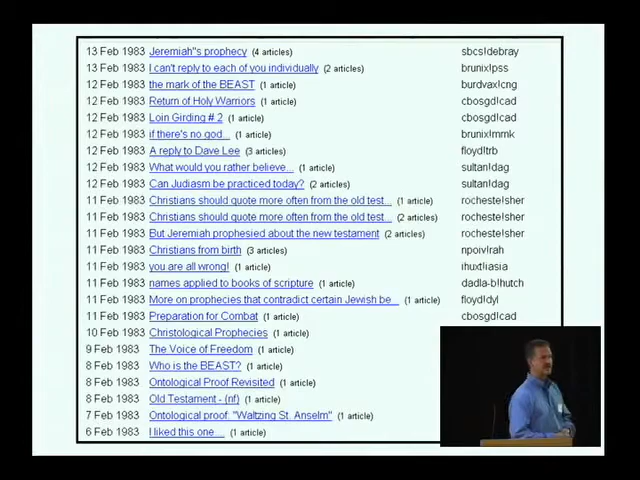 13 Feb 1983 Jeremiah"s prophecy (4 articles) sbcs!debray
13 Feb 1983 I can't reply to each of you individually (2 articles) brunix!pss
12 Feb 1983 the mark of the BEAST (1 article) burdvax!cng
12 Feb 1983 Return of Holy Warriors (1 article) cbosgd!cad
12 Feb 1983 Loin Girding # 2 (1 article) cbosgd!cad
12 Feb 1983 if there's no god... (1 article) brunix!mmk
12 Feb 1983 A reply to Dave Lee (3 articles) floyd!trb
12 Feb 1983 What would you rather believe... (1 article) sultan!dag
12 Feb 1983 Can Judiasm be practiced today? (2 articles) sultan!dag
11 Feb 1983 Christians should quote more often from the old test... (1 article) rocheste!sher
11 Feb 1983 Christians should quote more often from the old test... (2 articles) rocheste!sher
11 Feb 1983 But Jeremiah prophesied about the new testament (2 articles) rocheste!sher
11 Feb 1983 Christians from birth (3 articles) npoiv!rah
11 Feb 1983 you are all wrong! (1 article) ihuxt!iasia
11 Feb 1983 names applied to books of scripture (1 article) dadla-b!hutch
11 Feb 1983 More on prophecies that contradict certain Jewish be... (1 article) floyd!dyl
11 Feb 1983 Preparation for Combat (1 article) cbosgd!cad
10 Feb 1983 Christological Prophecies (1 article)
9 Feb 1983 The Voice of Freedom (1 article)
8 Feb 1983 Who is the BEAST? (1 article)
8 Feb 1983 Ontological Proof Revisited (1 article)
8 Feb 1983 Old Testament - (nf) (1 article)
7 Feb 1983 Ontological proof: "Waltzing St. Anselm" (1 article)
6 Feb 1983 I liked this one.... (1 article)